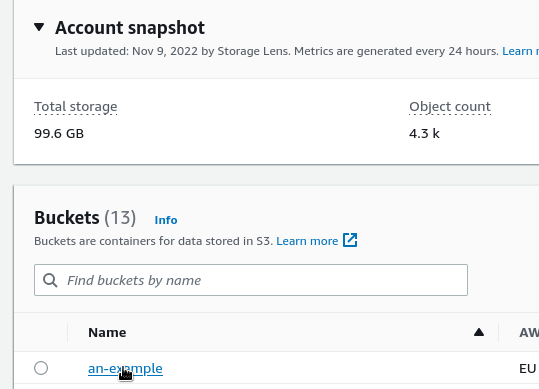 Account snapshot
Last updated: Nov 9, 2022 by Storage Lens. Metrics are generated every 24 hours. Learn
Total storage
Object count
99.6 GB
4.3 k
Buckets (13) Info
Buckets are containers for data stored in S3. Learn more
Find buckets by name
Name
an-example
EU